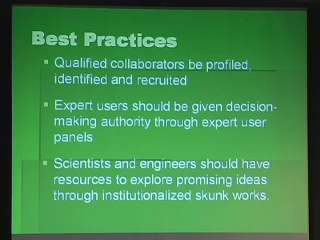 Best Practices
Qualified collaborators be profiled,
identified and recruited
Expert users should be given decision-
making authority through expert user
panels
Scientists and engineers should have
resources to explore promising ideas
through institutionalized skunk works.